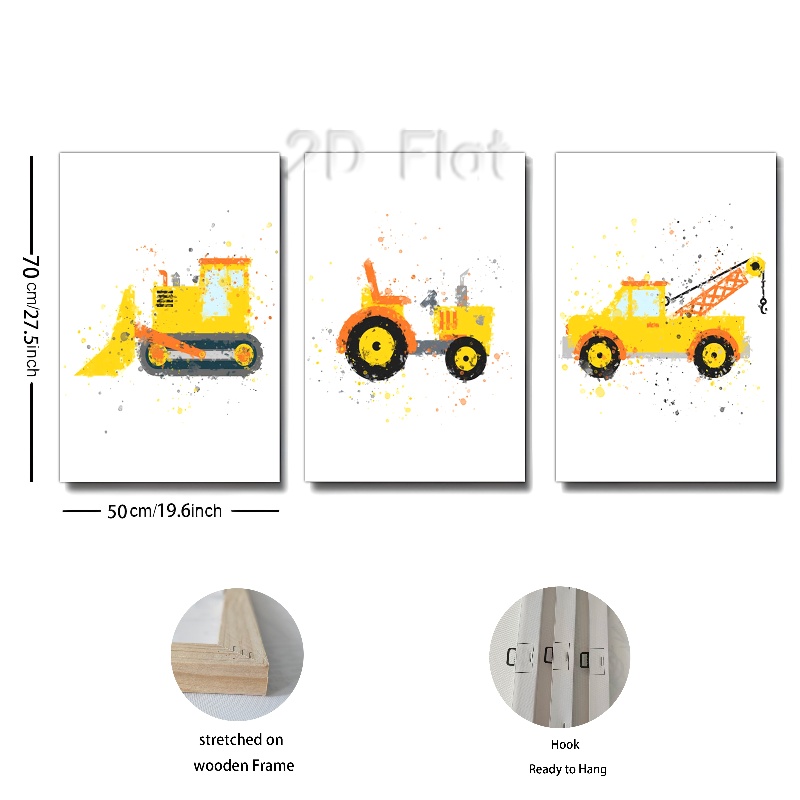 2D Flat
70cm/27.5inch
50cm/19.6inch
stretched on
wooden Frame
Hook
Ready to Hang